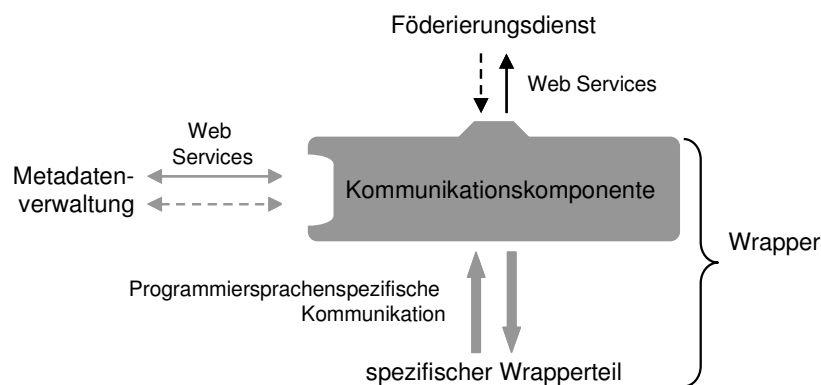 Föderierungsdienst
Web Services
Web
Services
Metadaten-
verwaltung
Kommunikationskomponente
Wrapper
Programmiersprachenspezifische
Kommunikation
spezifischer Wrapperteil